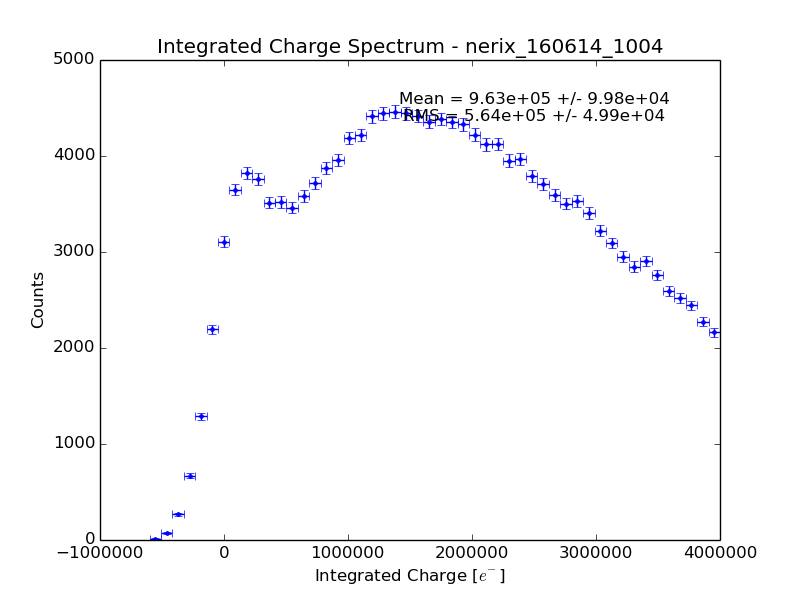 Integrated Charge Spectrum - nerix_160614_1004
5000
Mean = 9.63e+05 +/- 9.98e+04
RMS = 5.64e+05 +/- 4.99e+04
4000
3000
Counts
2000
1000
0
−1000000 0 1000000 2000000 3000000 4000000
Integrated Charge [e⁻]